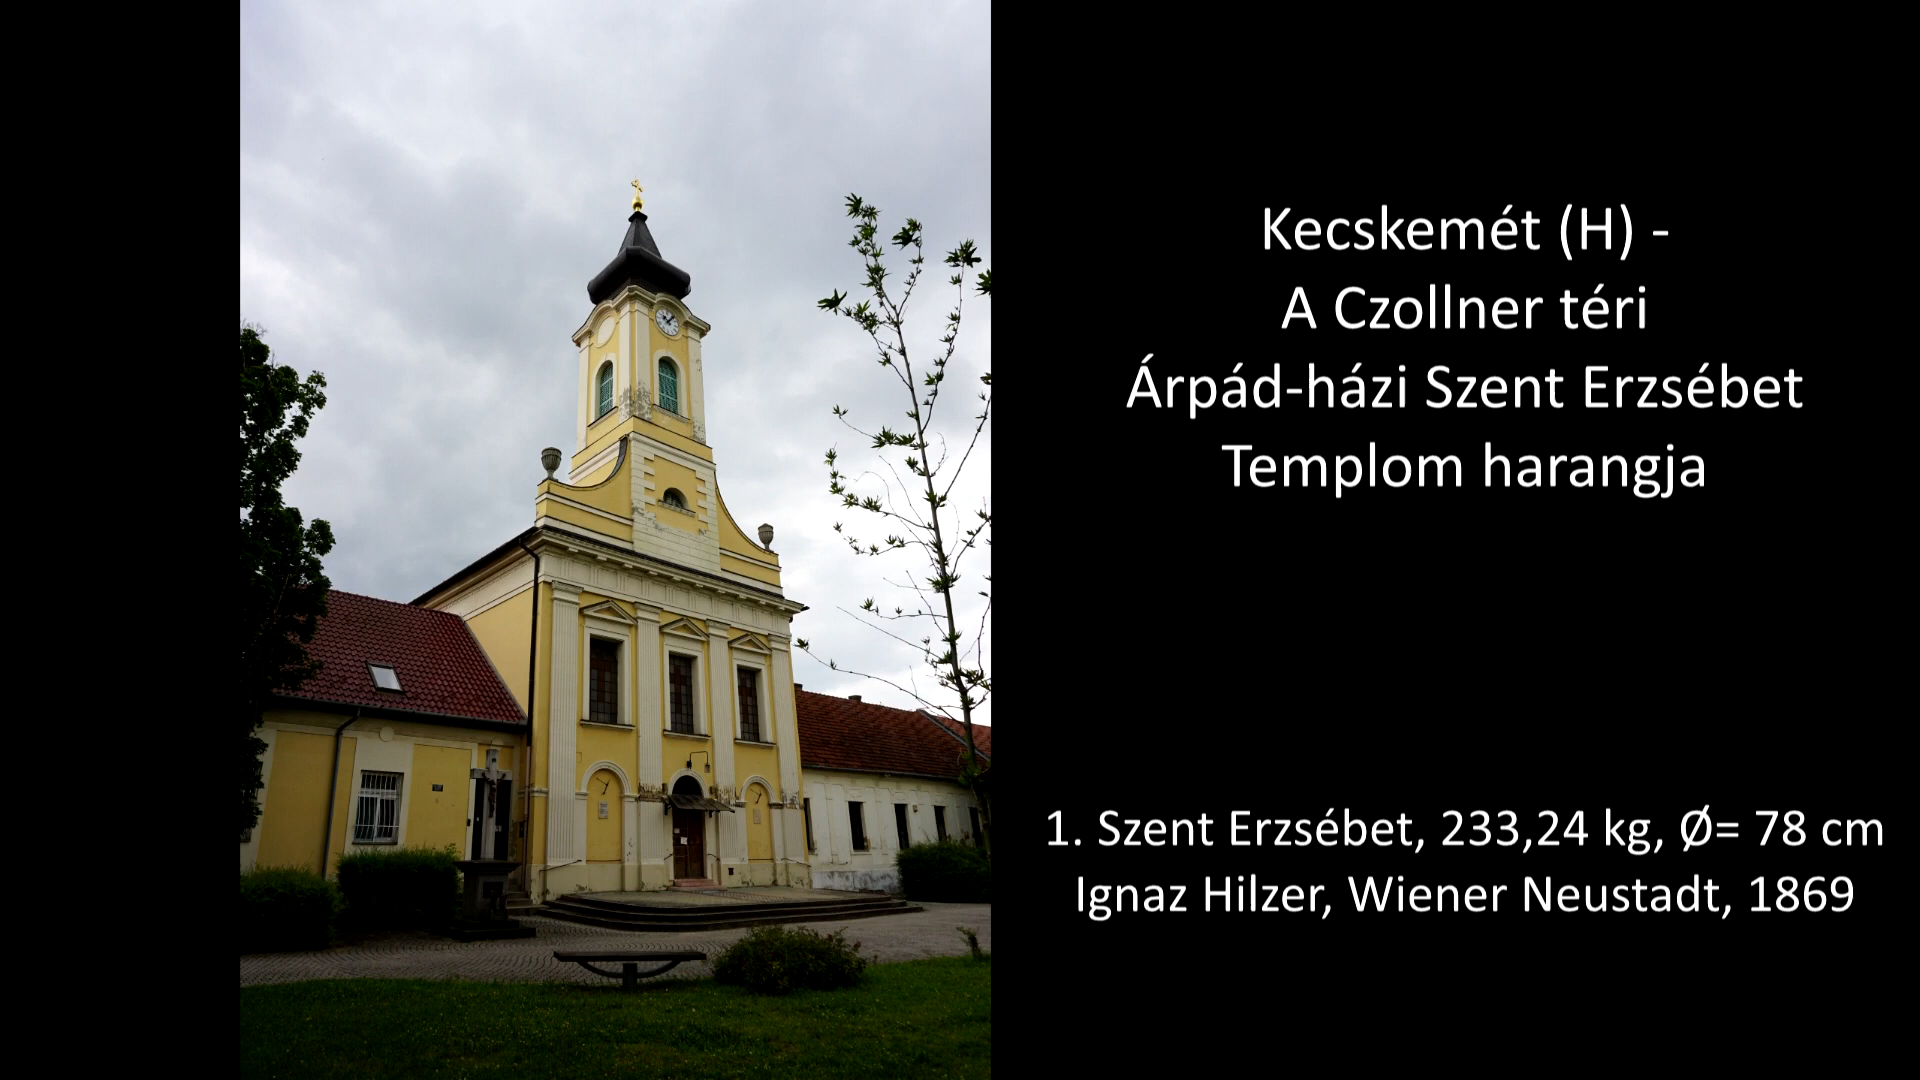 Kecskemét (H) -
A Czollner téri
Árpád-házi Szent Erzsébet
Templom harangja
1. Szent Erzsébet, 233,24 kg, Ø= 78 cm
Ignaz Hilzer, Wiener Neustadt, 1869